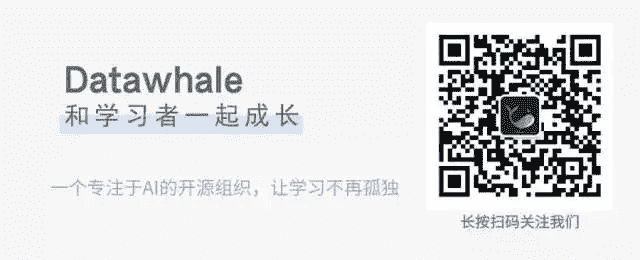 Datawhale
和学习者一起成长
一个专注于AI的开源组织，让学习不再孤独
长按扫码关注我们